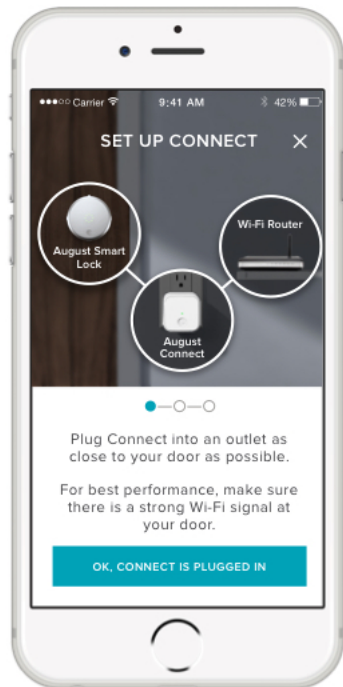 Carrier 9:41 AM 42%
SET UP CONNECT
Wi-Fi Router
August Smart
Lock
August
Connect
Plug Connect into an outlet as
close to your door as possible.
For best performance, make sure
there is a strong Wi-Fi signal at
your door.
OK, CONNECT IS PLUGGED IN